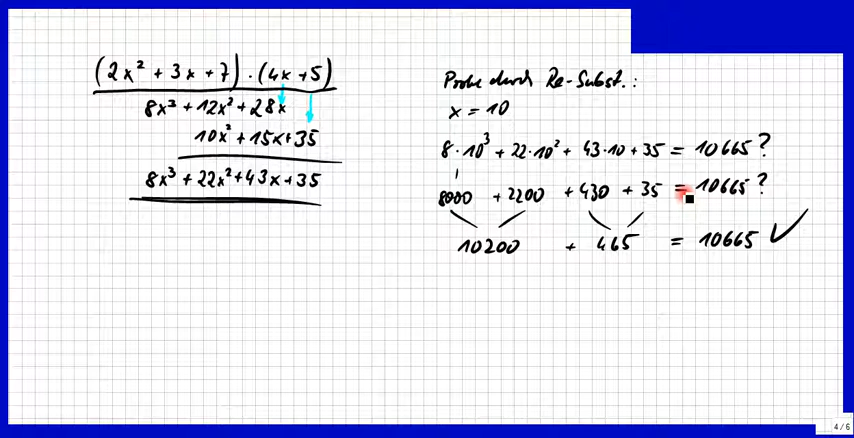 (2x² + 3x + 7) · (4x + 5)
8x³ + 12x² + 28x
10x² + 15x + 35
8x³ + 22x² + 43x + 35
Probe durch Re-Subst.:
x = 10
8 · 10³ + 22 · 10² + 43 · 10 + 35 = 10665 ?
8000 + 2200 + 430 + 35 = 10665 ?
10200 + 465 = 10665 ✓
4 / 6